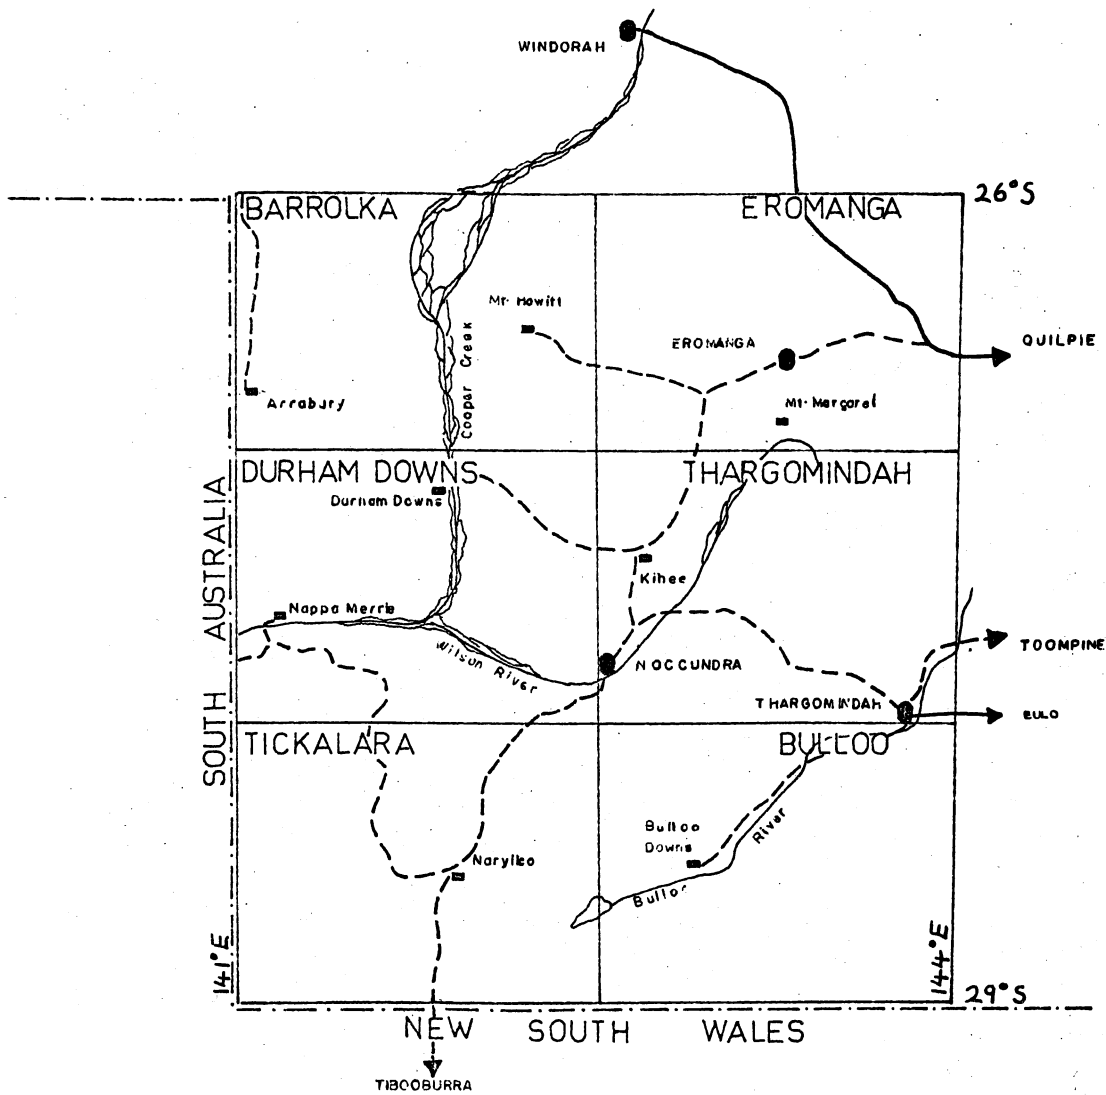 WINDORAH
26°S
BARROLKA
EROMANGA
Mt. Howitt
Cooper Creek
EROMANGA
QUILPIE
Arrabury
Mt. Margaret
DURHAM DOWNS
THARGOMINDAH
Durham Downs
Kihee
SOUTH AUSTRALIA
Nappa Merrie
Wilson River
NOCCUNDRA
TOOMPINE
THARGOMINDAH
EULO
TICKALARA
BULLOO
Bulloo
Downs
River
Narylco
Bulloo
141°E
144°E
29°S
NEW SOUTH WALES
TIBOOBURRA